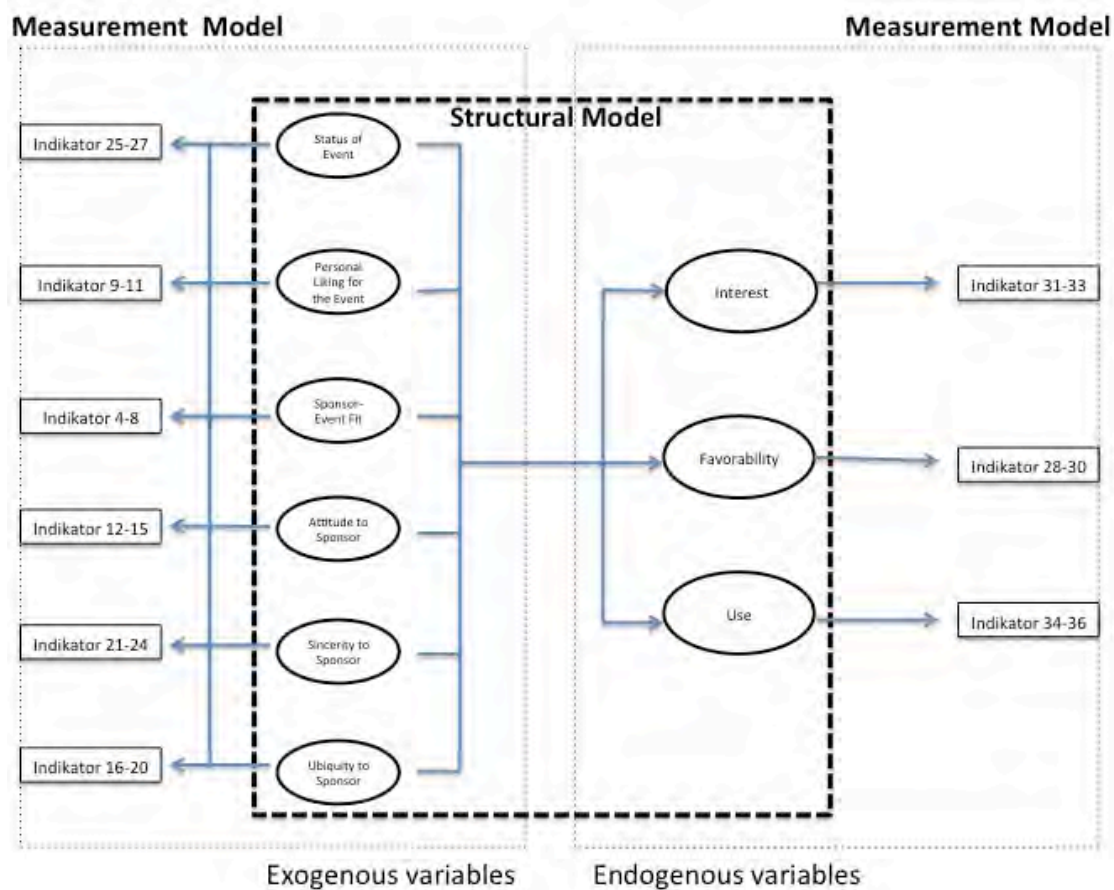 Measurement Model
Measurement Model
Structural Model
Indikator 25-27
Status of
Event
Indikator 9-11
Personal
Liking for
the Event
Interest
Indikator 31-33
Indikator 4-8
Sponsor-
Event Fit
Favorability
Indikator 28-30
Indikator 12-15
Attitude to
Sponsor
Use
Indikator 34-36
Indikator 21-24
Sincerity to
Sponsor
Indikator 16-20
Ubiquity to
Sponsor
Exogenous variables
Endogenous variables